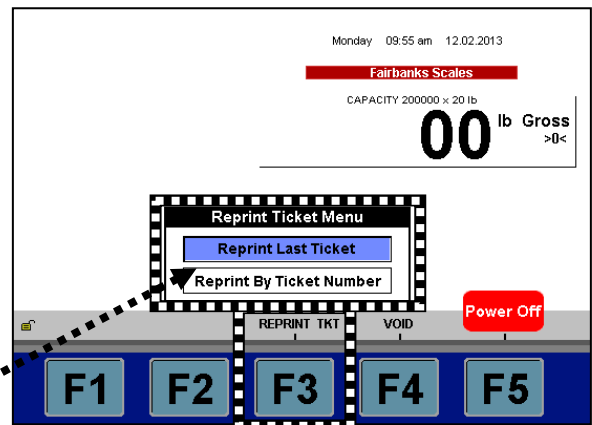 Monday 09:55 am 12.02.2013
Fairbanks Scales
CAPACITY 200000 x 20 lb
00 lb Gross
>0<
Reprint Ticket Menu
Reprint Last Ticket
Reprint By Ticket Number
Power Off
REPRINT TKT VOID
F1 F2 F3 F4 F5